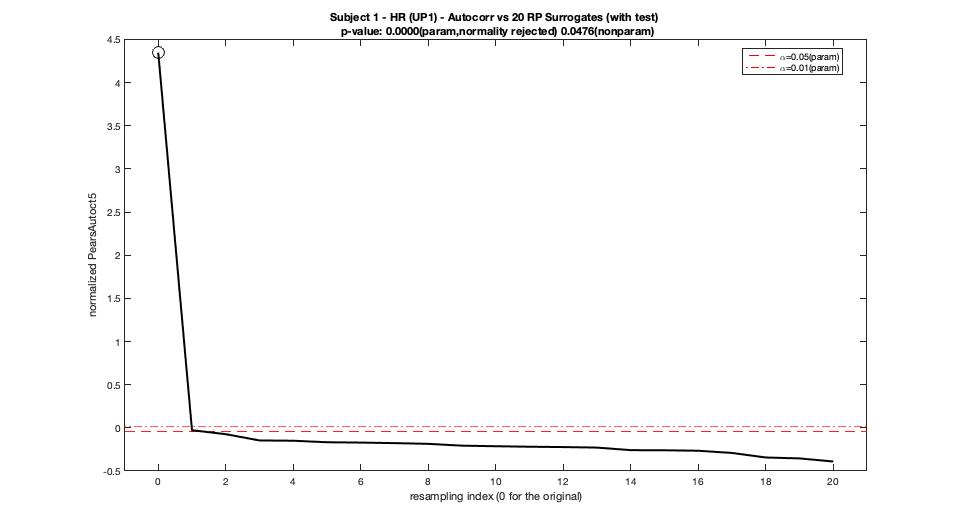 Subject 1 - HR (UP1) - Autocorr vs 20 RP Surrogates (with test)
p-value: 0.0000(param,normality rejected) 0.0476(nonparam)
α=0.05(param)
α=0.01(param)
normalized PearsAutoct5
4.5
4
3.5
3
2.5
2
1.5
1
0.5
0
-0.5
0 2 4 6 8 10 12 14 16 18 20
resampling index (0 for the original)